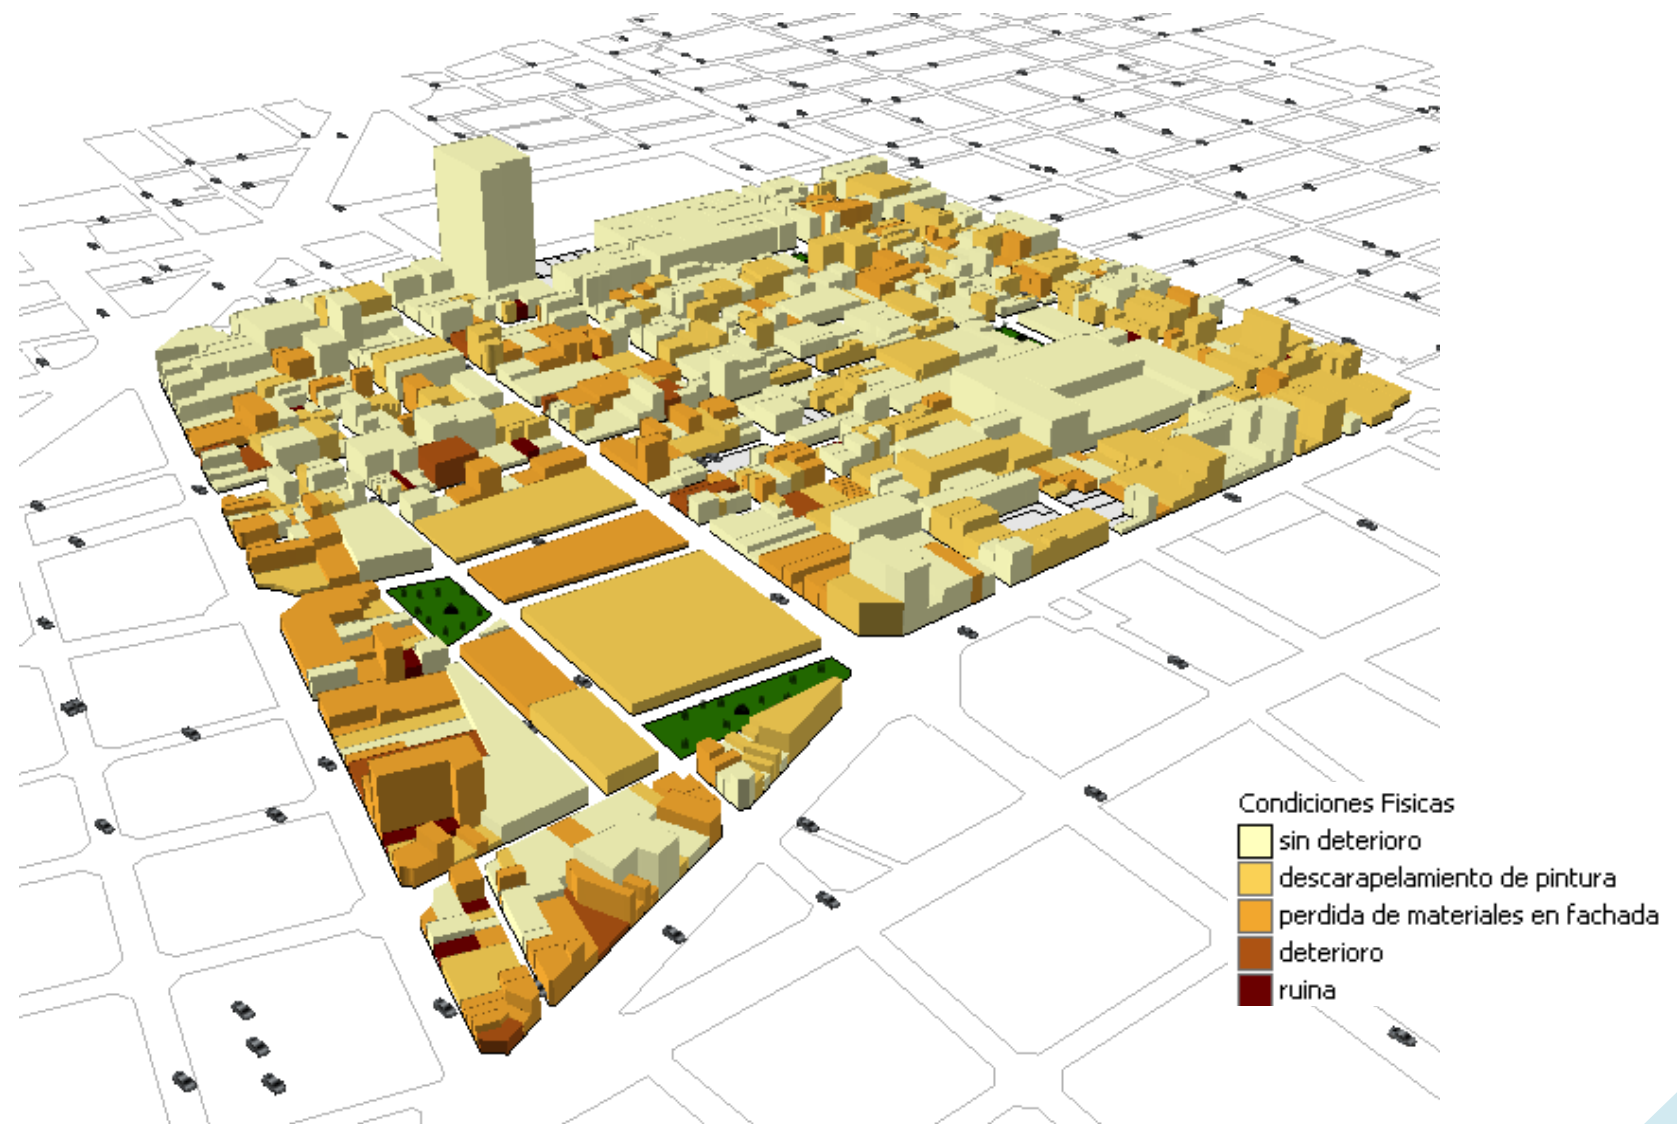 Condiciones Fisicas
sin deterioro
descarapelamiento de pintura
perdida de materiales en fachada
deterioro
ruina